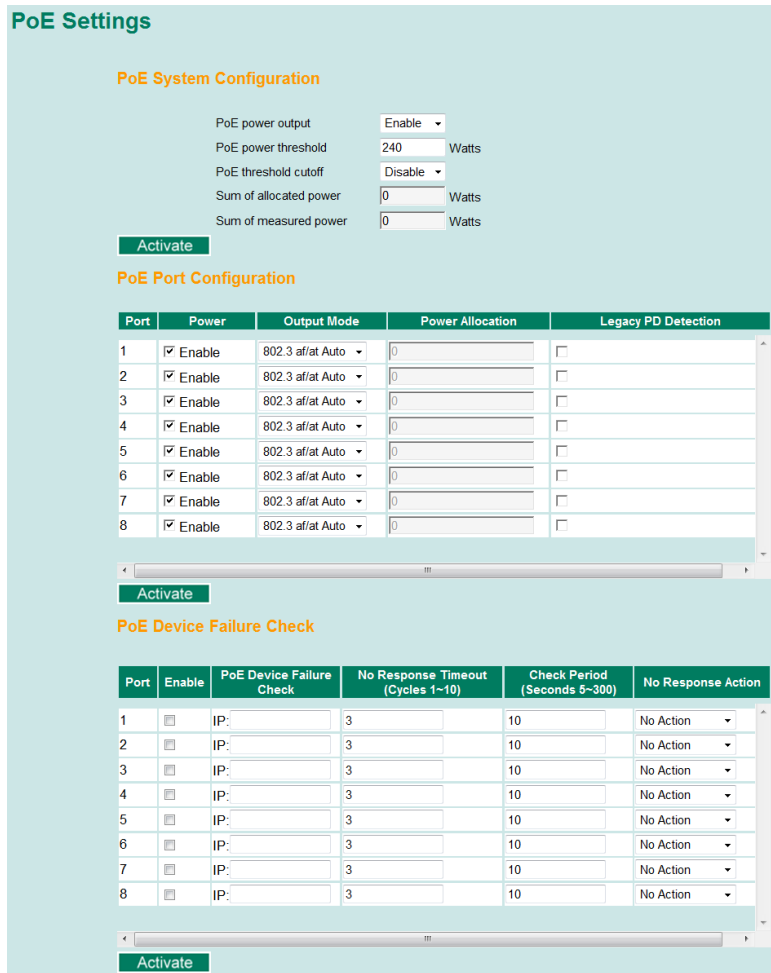 PoE Settings
PoE System Configuration
PoE power output Enable
PoE power threshold 240 Watts
PoE threshold cutoff Disable
Sum of allocated power 0 Watts
Sum of measured power 0 Watts
Activate
PoE Port Configuration
Port Power Output Mode Power Allocation Legacy PD Detection
1 Enable 802.3 af/at Auto 0
2 Enable 802.3 af/at Auto 0
3 Enable 802.3 af/at Auto 0
4 Enable 802.3 af/at Auto 0
5 Enable 802.3 af/at Auto 0
6 Enable 802.3 af/at Auto 0
7 Enable 802.3 af/at Auto 0
8 Enable 802.3 af/at Auto 0
Activate
PoE Device Failure Check
Port Enable PoE Device Failure Check No Response Timeout (Cycles 1~10) Check Period (Seconds 5~300) No Response Action
1 IP: 3 10 No Action
2 IP: 3 10 No Action
3 IP: 3 10 No Action
4 IP: 3 10 No Action
5 IP: 3 10 No Action
6 IP: 3 10 No Action
7 IP: 3 10 No Action
8 IP: 3 10 No Action
Activate